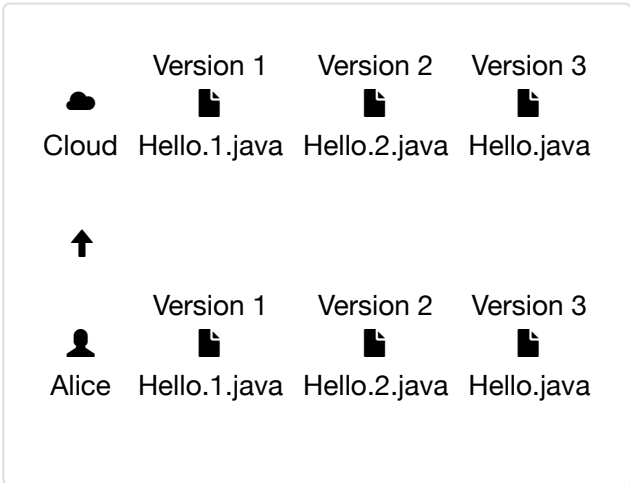 Version 1 Version 2 Version 3
Cloud Hello.1.java Hello.2.java Hello.java
Version 1 Version 2 Version 3
Alice Hello.1.java Hello.2.java Hello.java